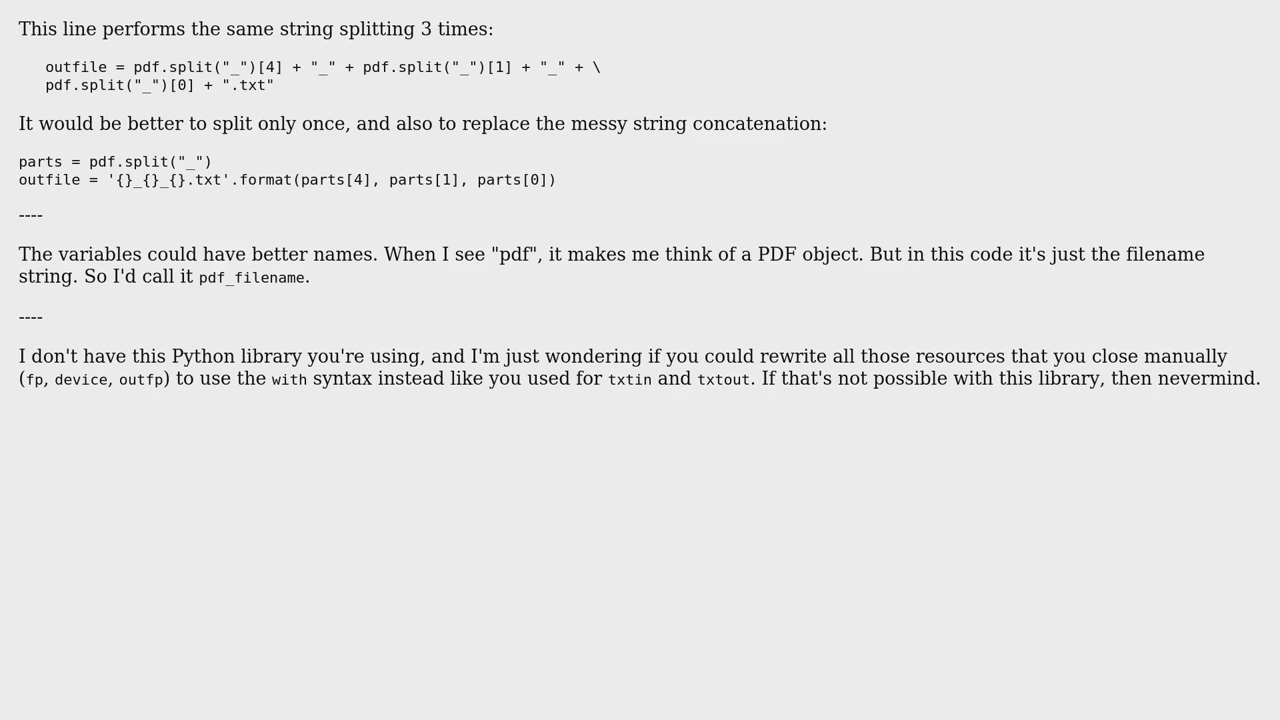 This line performs the same string splitting 3 times:
outfile = pdf.split("_")[4] + "_" + pdf.split("_")[1] + "_" + \
pdf.split("_")[0] + ".txt"
It would be better to split only once, and also to replace the messy string concatenation:
parts = pdf.split("_")
outfile = '{}_{}_{}.txt'.format(parts[4], parts[1], parts[0])
----
The variables could have better names. When I see "pdf", it makes me think of a PDF object. But in this code it's just the filename
string. So I'd call it pdf_filename.
----
I don't have this Python library you're using, and I'm just wondering if you could rewrite all those resources that you close manually
(fp, device, outfp) to use the with syntax instead like you used for txtin and txtout. If that's not possible with this library, then nevermind.